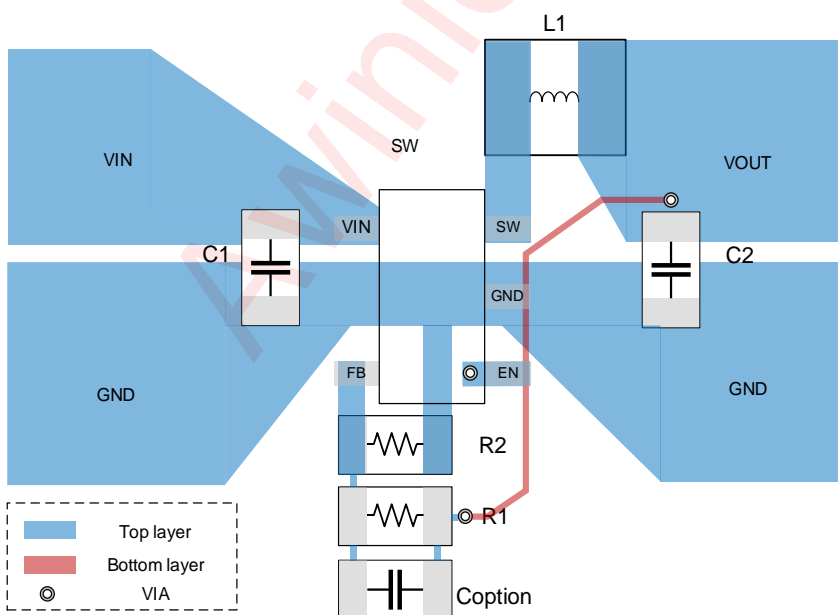 L1
SW
VIN
VOUT
VIN
SW
C1
C2
GND
FB
EN
GND
GND
R2
R1
Coption
Top layer
Bottom layer
VIA
Awinic